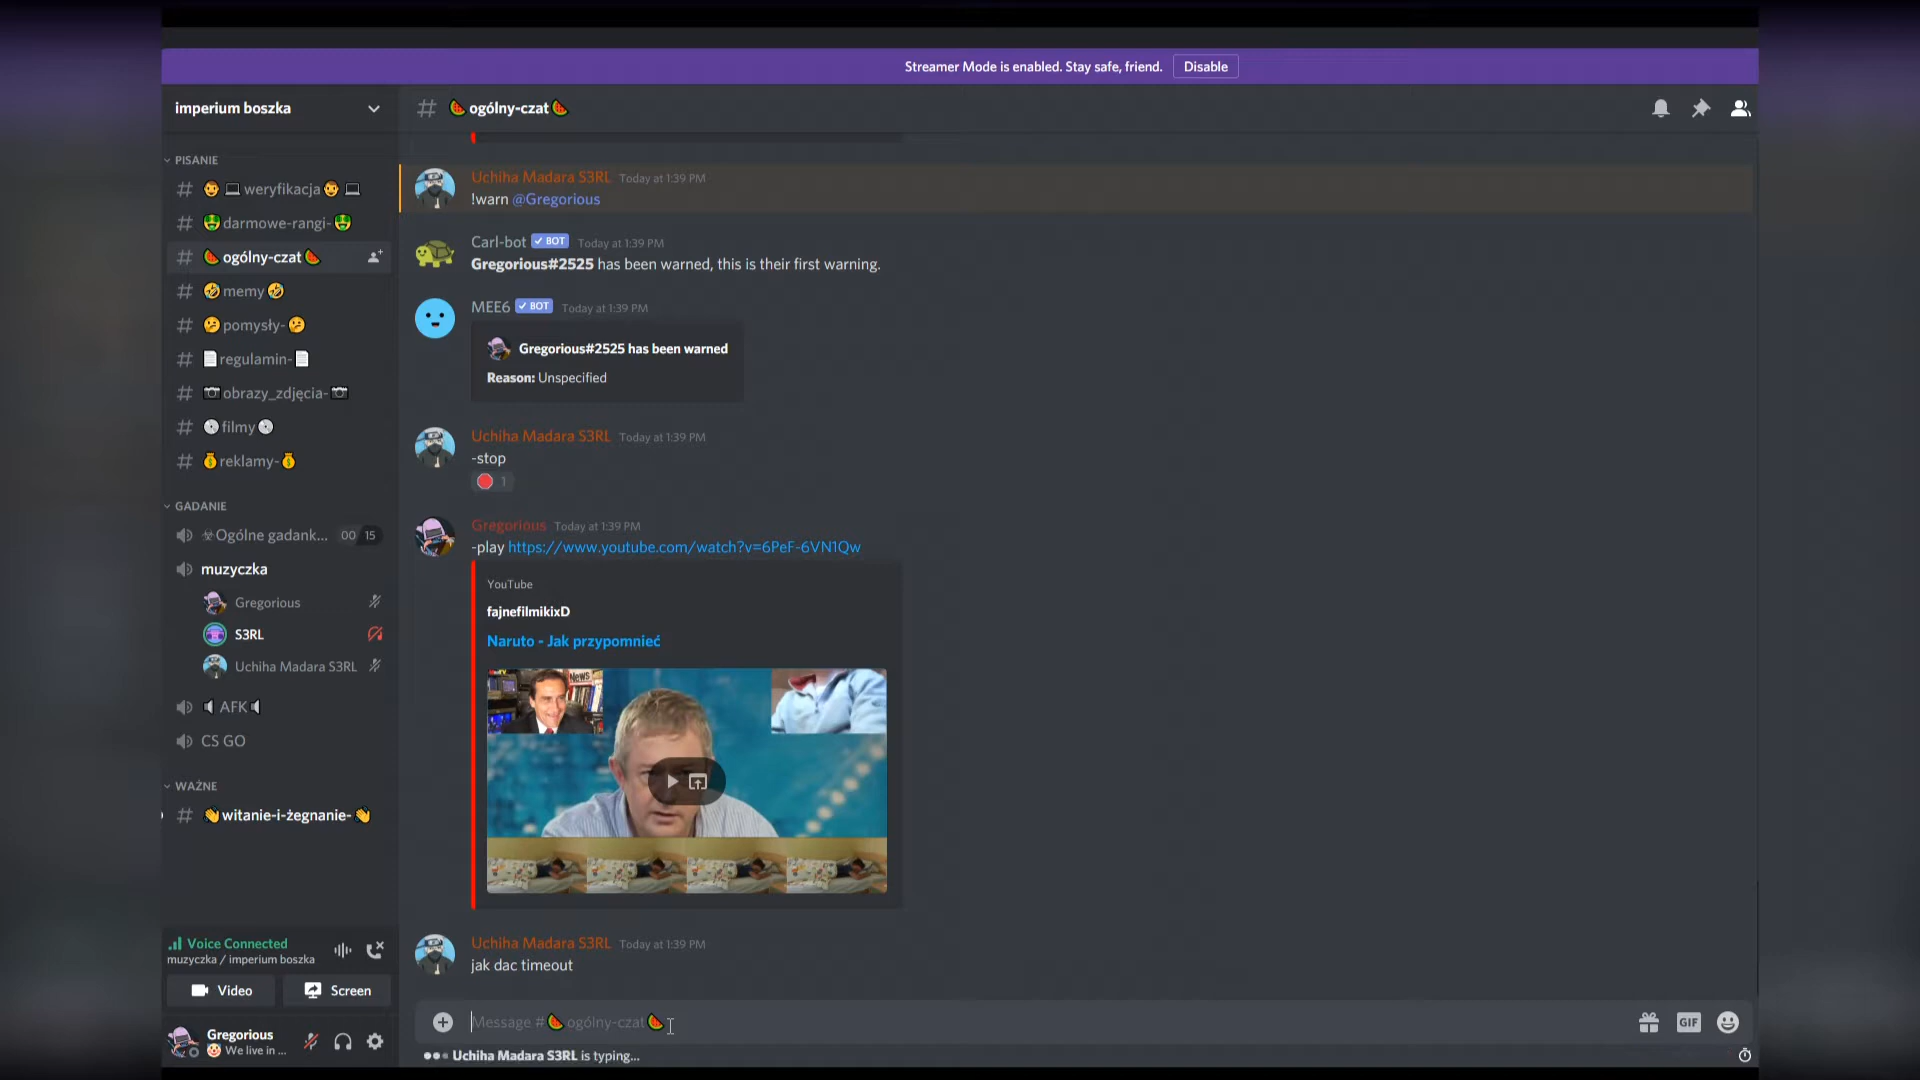 Streamer Mode is enabled. Stay safe, friend. Disable
imperium boszka
🍉ogólny-czat🍉
PISANIE
👨💻weryfikacja👨💻
🤑darmowe-rangi-🤑
🍉ogólny-czat🍉
🤣memy🤣
🤔pomysły-🤔
📄regulamin-📄
📷obrazy_zdjęcia-📷
💿filmy💿
💰reklamy-💰
GADANIE
☣Ogólne gadank... 00 15
muzyczka
Gregorious
S3RL
Uchiha Madara S3RL
🔈AFK🔈
CS GO
WAŻNE
👋witanie-i-żegnanie-👋
Voice Connected
muzyczka / imperium boszka
Video Screen
Gregorious
🤡 We live in ...
Uchiha Madara S3RL Today at 1:39 PM
!warn @Gregorious
Carl-bot ✓ BOT Today at 1:39 PM
Gregorious#2525 has been warned, this is their first warning.
MEE6 ✓ BOT Today at 1:39 PM
Gregorious#2525 has been warned
Reason: Unspecified
Uchiha Madara S3RL Today at 1:39 PM
-stop
🛑 1
Gregorious Today at 1:39 PM
-play https://www.youtube.com/watch?v=6PeF-6VN1Qw
YouTube
fajnefilmikixD
Naruto - Jak przypomnieć
News
Uchiha Madara S3RL Today at 1:39 PM
jak dac timeout
Message #🍉ogólny-czat🍉
GIF
Uchiha Madara S3RL is typing...